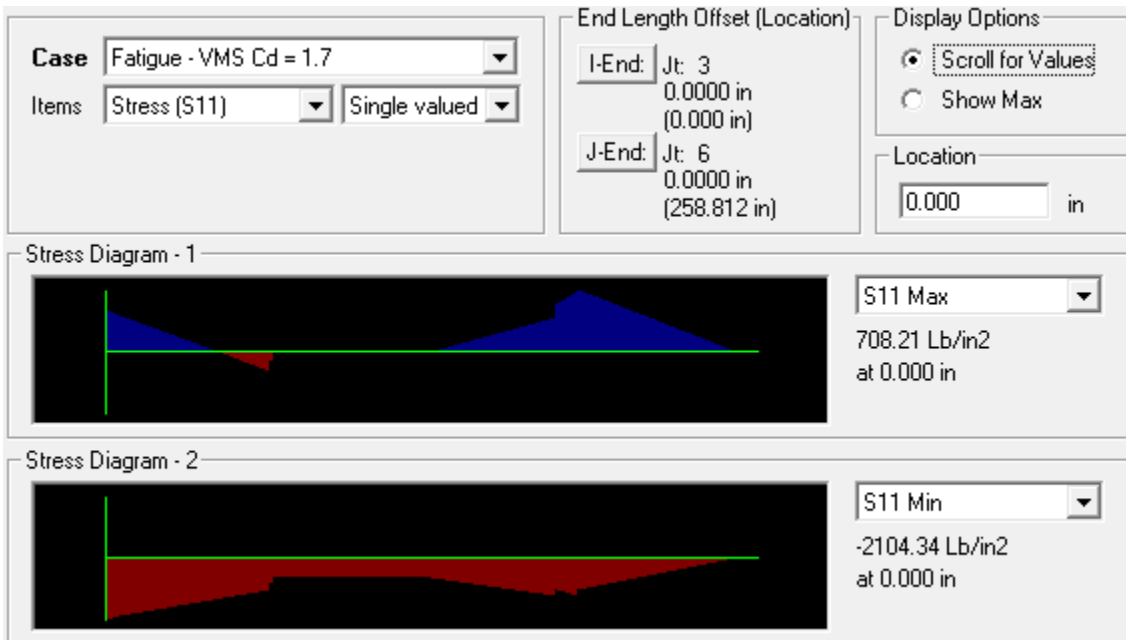 Case Fatigue - VMS Cd = 1.7
Items Stress (S11) Single valued
End Length Offset (Location)
I-End: Jt: 3
0.0000 in
(0.000 in)
J-End: Jt: 6
0.0000 in
(258.812 in)
Display Options
Scroll for Values
Show Max
Location
0.000 in
Stress Diagram - 1
S11 Max
708.21 Lb/in2
at 0.000 in
Stress Diagram - 2
S11 Min
-2104.34 Lb/in2
at 0.000 in